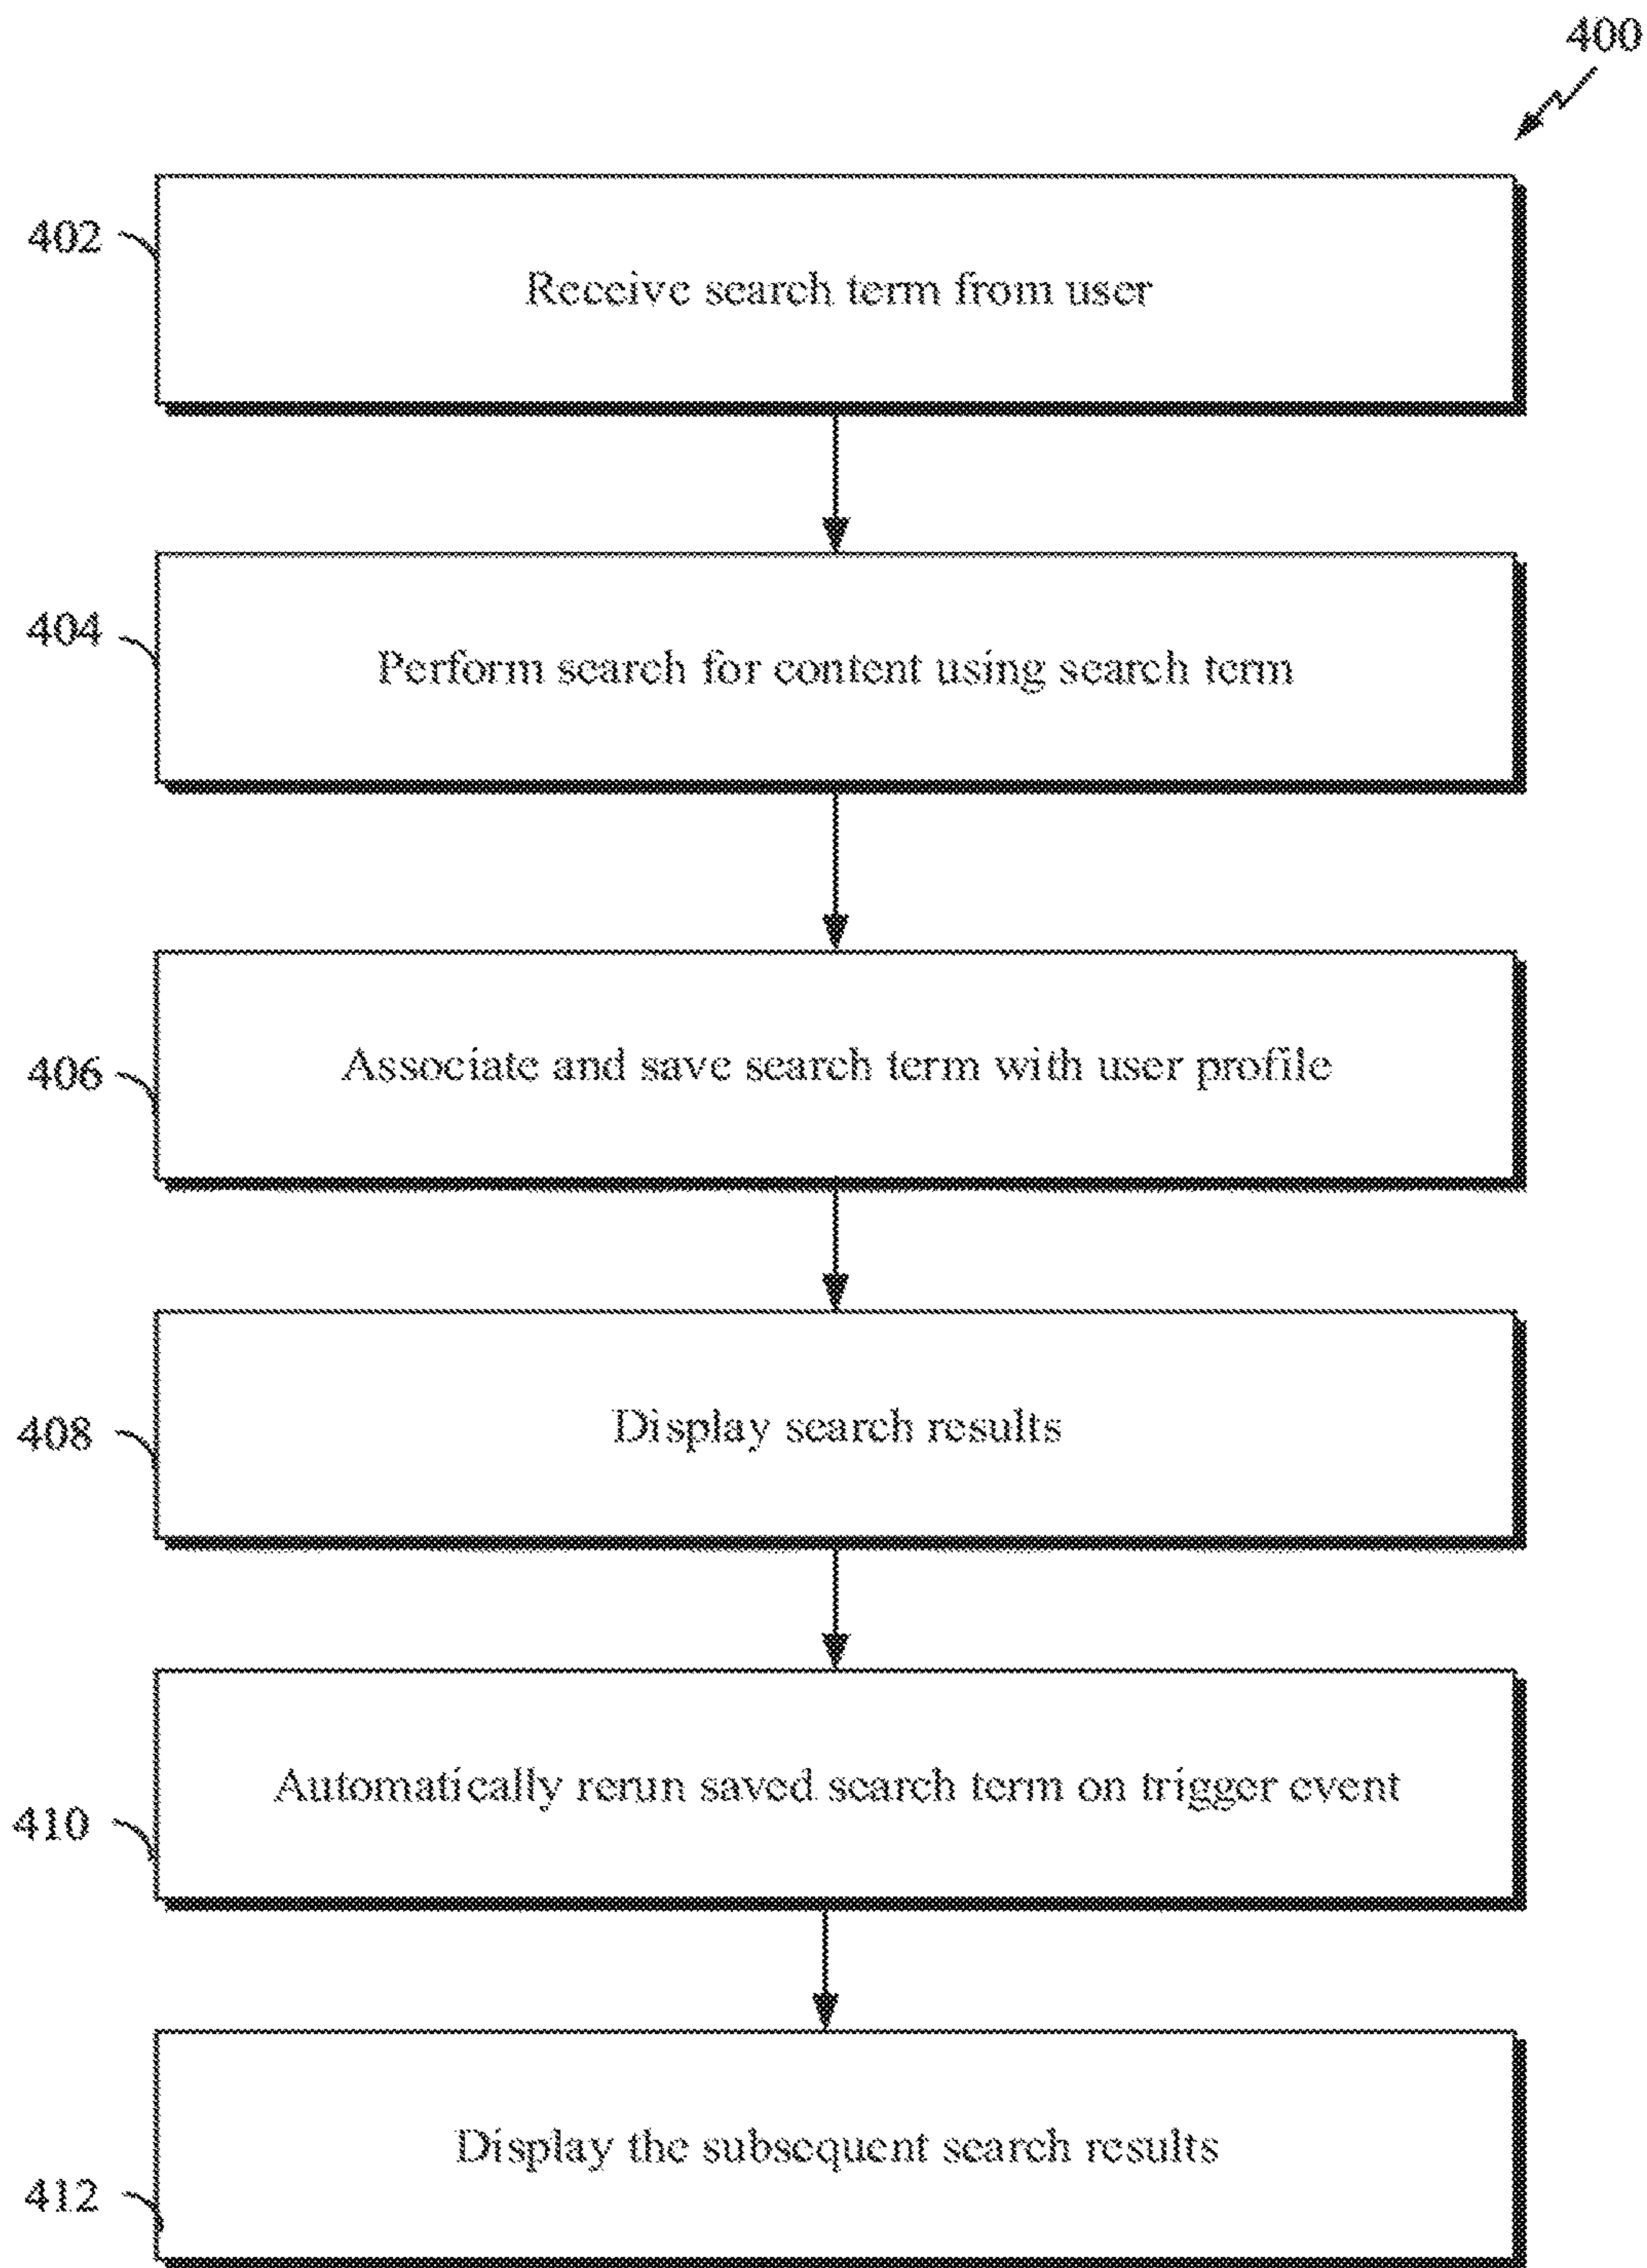 400
402
Receive search term from user
404
Perform search for content using search term
406
Associate and save search term with user profile
408
Display search results
410
Automatically rerun saved search term on trigger event
412
Display the subsequent search results